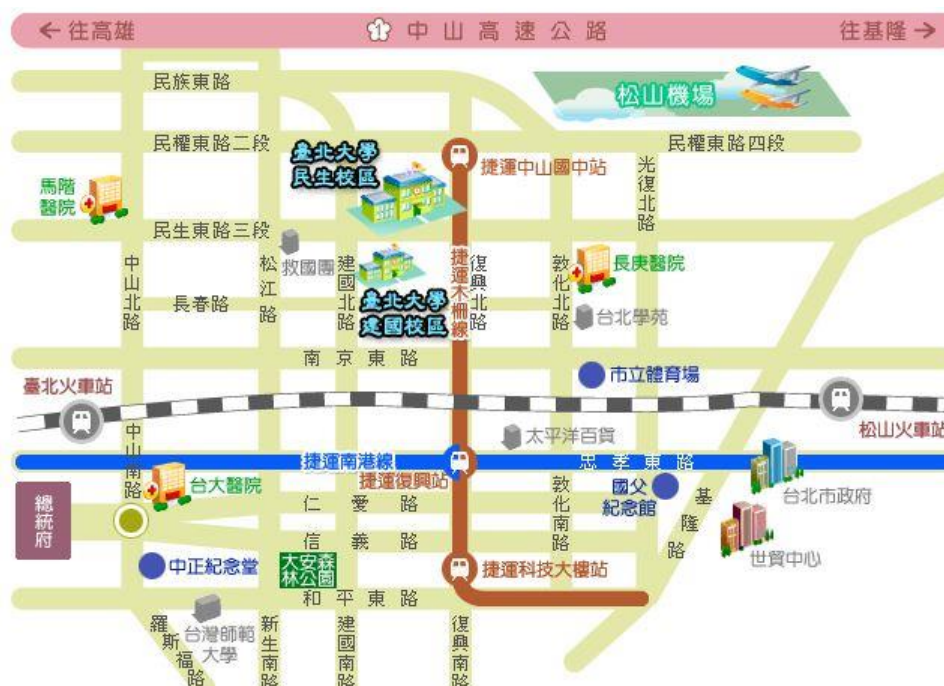 ← 往高雄
1 中山高速公路
往基隆 →
民族東路
松山機場
民權東路二段
民權東路四段
臺北大學
民生校區
捷運中山國中站
光復北路
馬階
醫院
民生東路三段
救國團
中山北路
松江路
建國北路
捷運木柵線
復興北路
敦化北路
長庚醫院
長春路
臺北大學
建國校區
台北學苑
南京東路
市立體育場
臺北火車站
松山火車站
太平洋百貨
中山南路
捷運南港線
忠孝東路
捷運復興站
台大醫院
總統府
仁愛路
敦化南路
國父
紀念館
基隆路
台北市政府
信義路
世貿中心
中正紀念堂
大安森
林公園
捷運科技大樓站
和平東路
台灣師範
大學
羅斯福路
新生南路
建國南路
復興南路